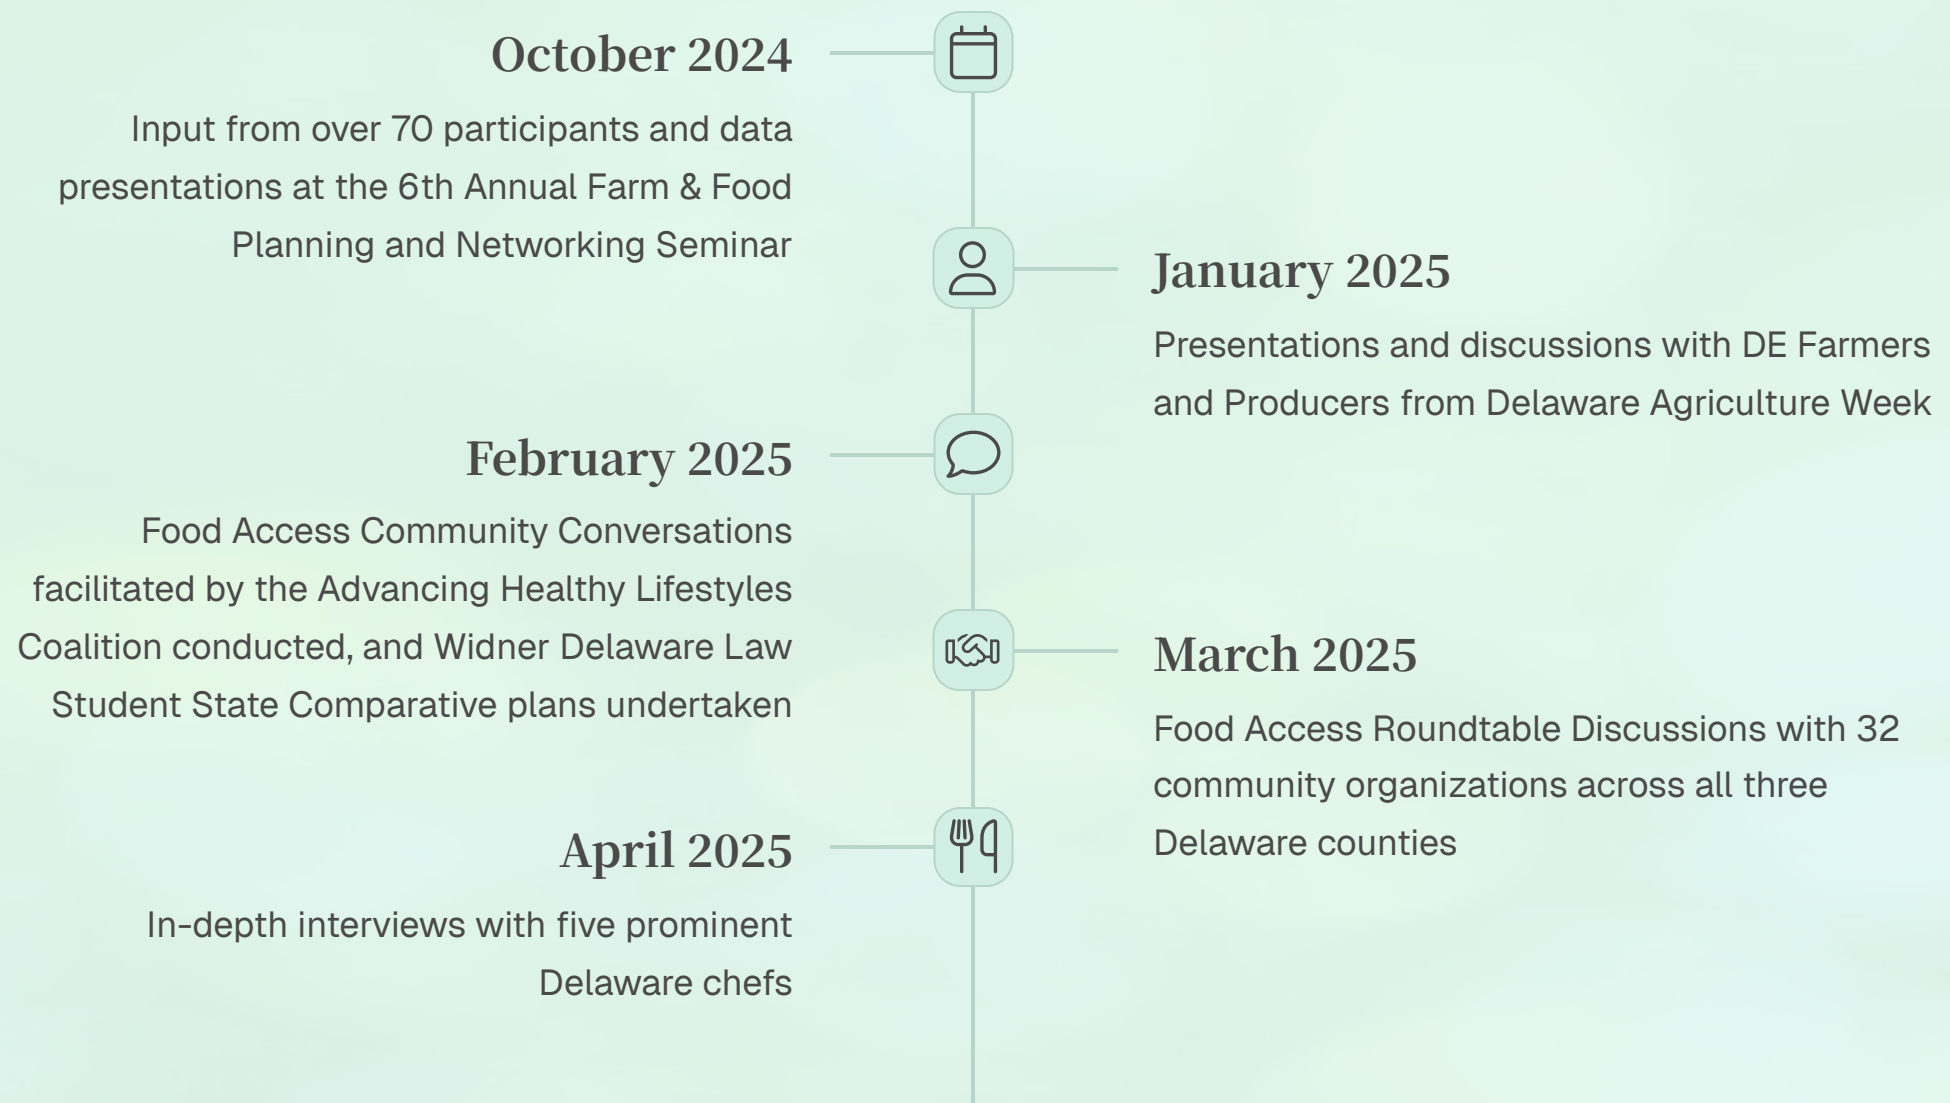 October 2024
Input from over 70 participants and data
presentations at the 6th Annual Farm & Food
Planning and Networking Seminar
January 2025
Presentations and discussions with DE Farmers
and Producers from Delaware Agriculture Week
February 2025
Food Access Community Conversations
facilitated by the Advancing Healthy Lifestyles
Coalition conducted, and Widner Delaware Law
Student State Comparative plans undertaken
March 2025
Food Access Roundtable Discussions with 32
community organizations across all three
Delaware counties
April 2025
In-depth interviews with five prominent
Delaware chefs